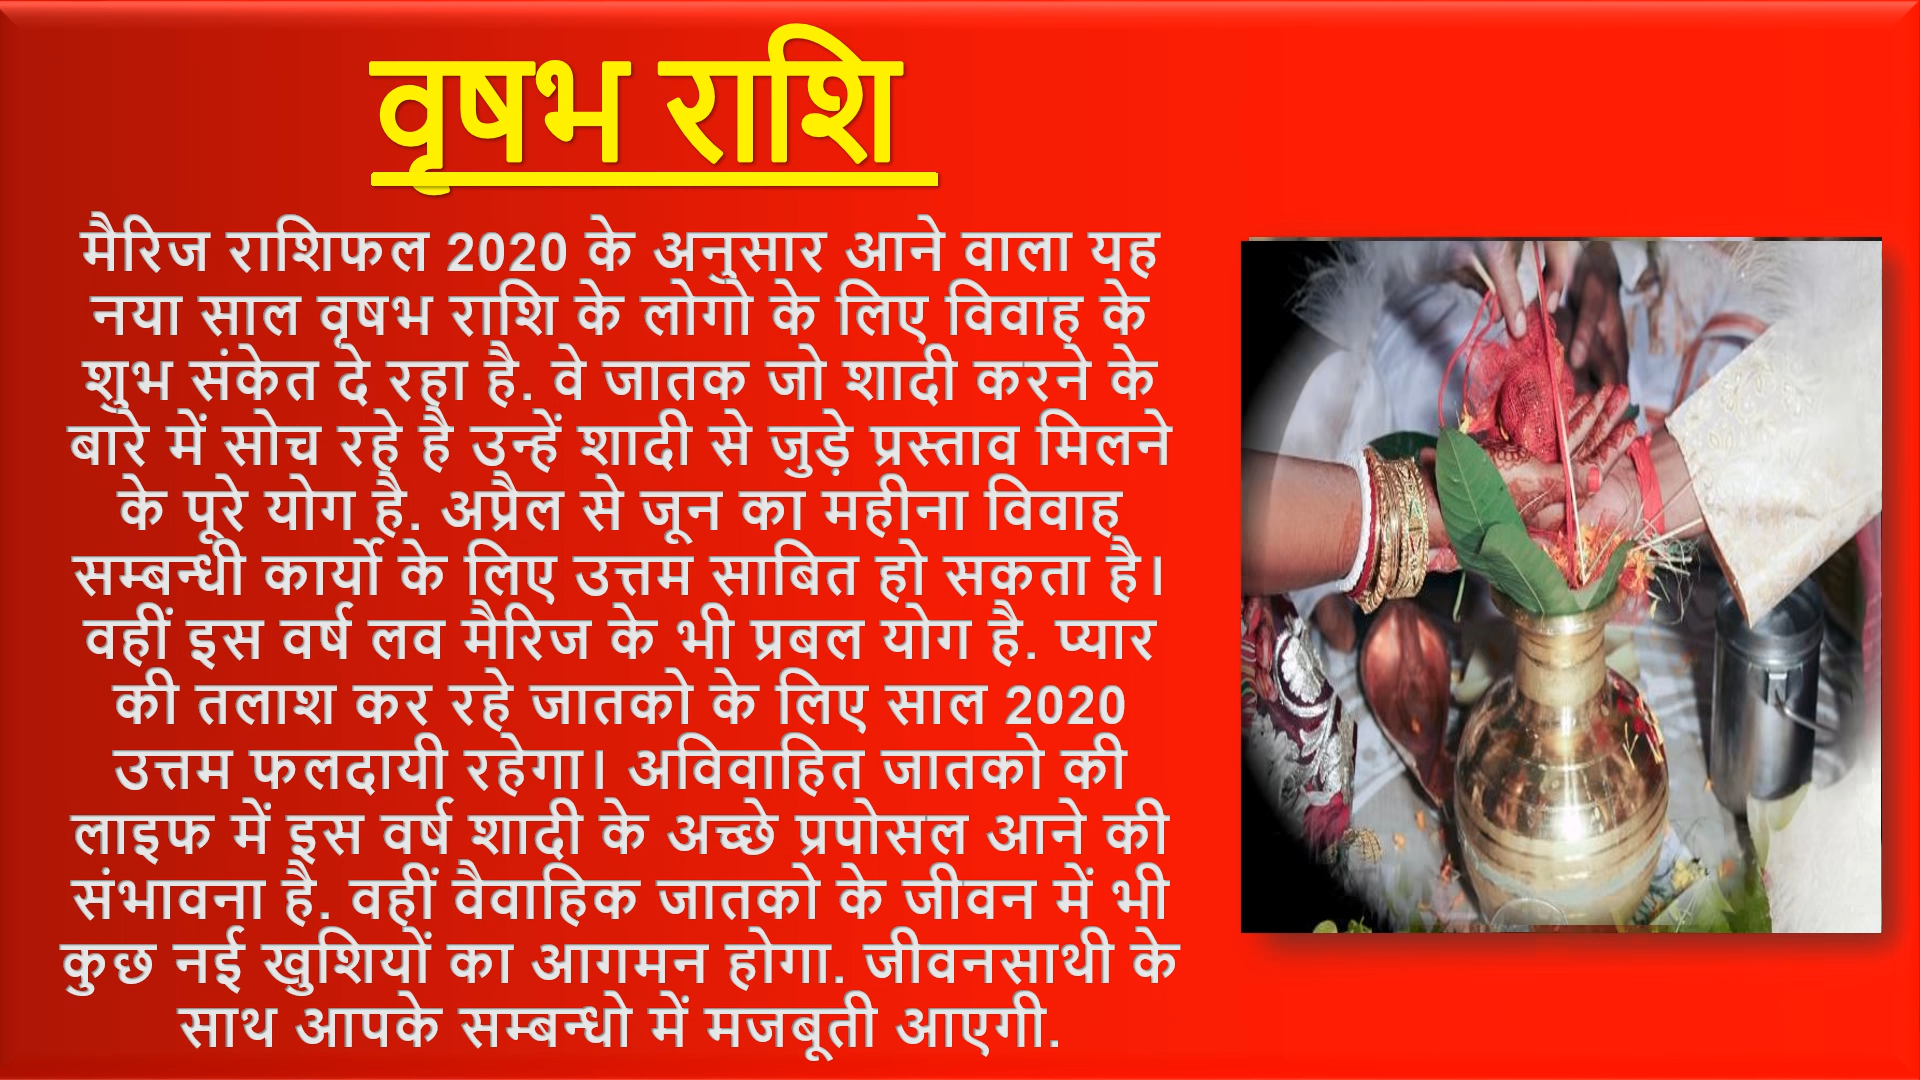 वृषभ राशि
मैरिज राशिफल 2020 के अनुसार आने वाला यह
नया साल वृषभ राशि के लोगो के लिए विवाह के
शुभ संकेत दे रहा है. वे जातक जो शादी करने के
बारे में सोच रहे है उन्हें शादी से जुड़े प्रस्ताव मिलने
के पूरे योग है. अप्रैल से जून का महीना विवाह
सम्बन्धी कार्यो के लिए उत्तम साबित हो सकता है।
वहीं इस वर्ष लव मैरिज के भी प्रबल योग है. प्यार
की तलाश कर रहे जातको के लिए साल 2020
उत्तम फलदायी रहेगा। अविवाहित जातको की
लाइफ में इस वर्ष शादी के अच्छे प्रपोसल आने की
संभावना है. वहीं वैवाहिक जातको के जीवन में भी
कुछ नई खुशियों का आगमन होगा. जीवनसाथी के
साथ आपके सम्बन्धो में मजबूती आएगी.